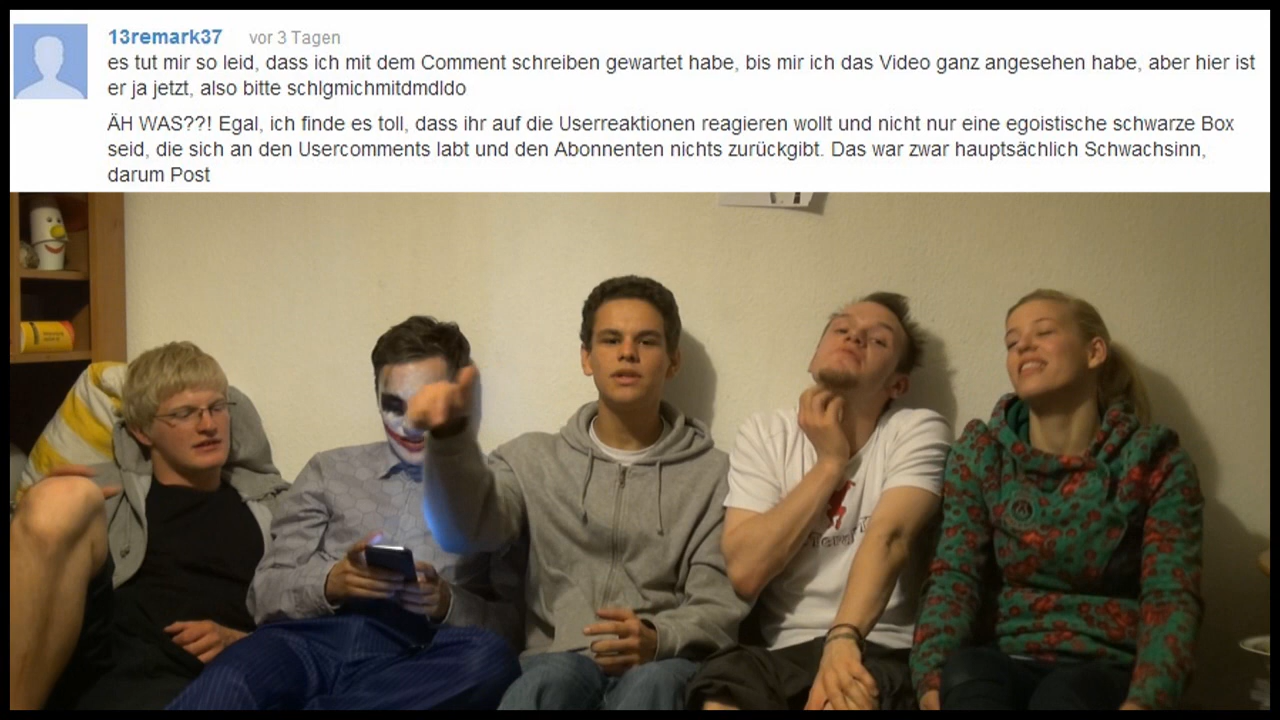 13remark37 vor 3 Tagen
es tut mir so leid, dass ich mit dem Comment schreiben gewartet habe, bis mir ich das Video ganz angesehen habe, aber hier ist
er ja jetzt, also bitte schlgmichmitdmdldo
ÄH WAS??! Egal, ich finde es toll, dass ihr auf die Userreaktionen reagieren wollt und nicht nur eine egoistische schwarze Box
seid, die sich an den Usercomments labt und den Abonnenten nichts zurückgibt. Das war zwar hauptsächlich Schwachsinn,
darum Post